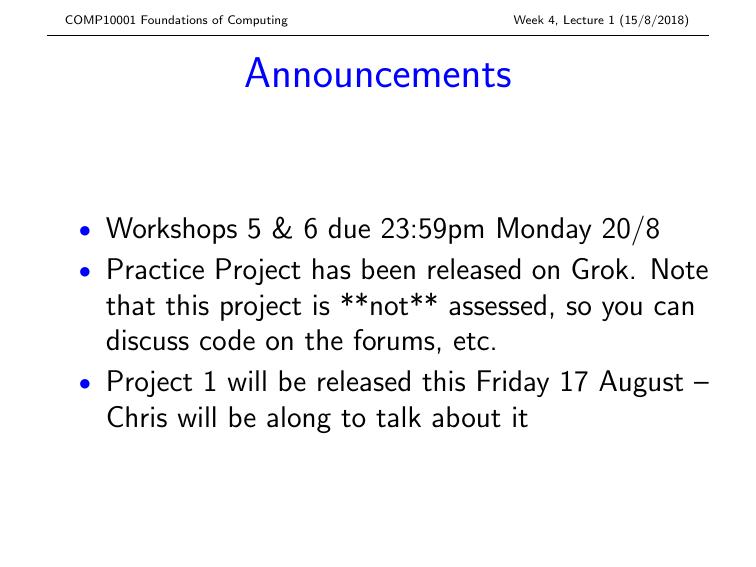 COMP10001 Foundations of Computing
Week 4, Lecture 1 (15/8/2018)
Announcements
• Workshops 5 & 6 due 23:59pm Monday 20/8
• Practice Project has been released on Grok. Note
that this project is **not** assessed, so you can
discuss code on the forums, etc.
• Project 1 will be released this Friday 17 August –
Chris will be along to talk about it